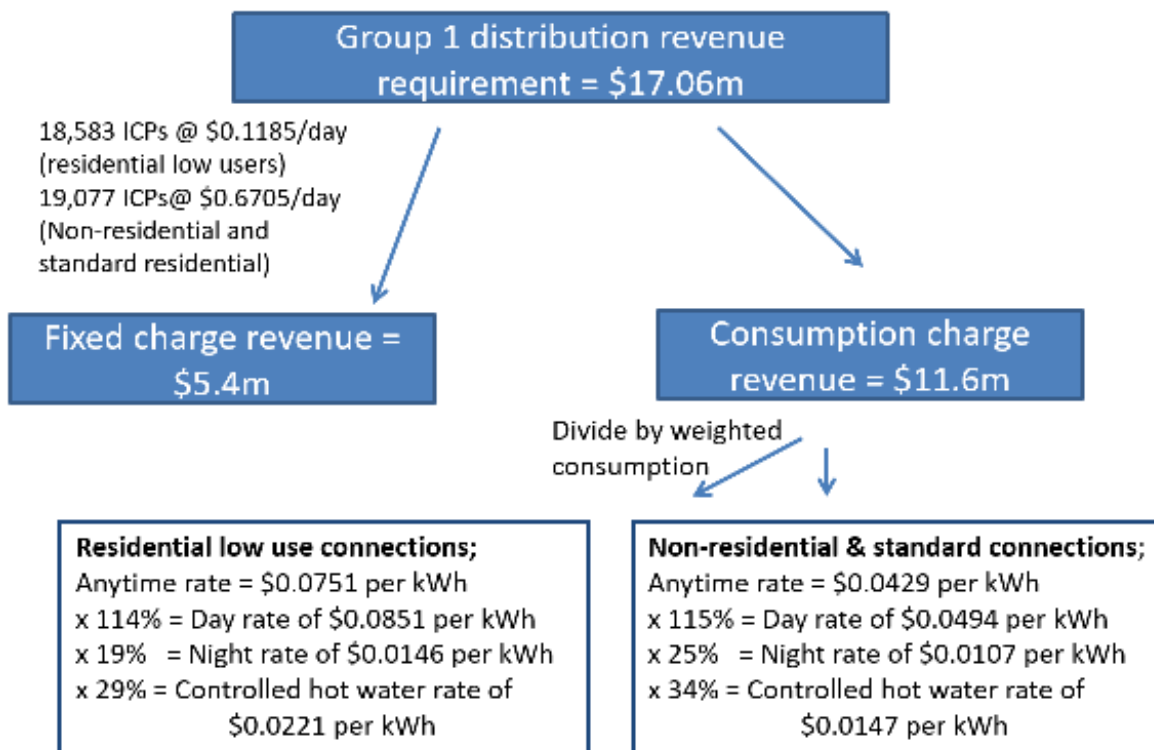 Group 1 distribution revenue
requirement = $17.06m
18,583 ICPs @ $0.1185/day
(residential low users)
19,077 ICPs@ $0.6705/day
(Non-residential and
standard residential)
Fixed charge revenue =
$5.4m
Consumption charge
revenue = $11.6m
Divide by weighted
consumption
Residential low use connections;
Anytime rate = $0.0751 per kWh
x 114% = Day rate of $0.0851 per kWh
x 19% = Night rate of $0.0146 per kWh
x 29% = Controlled hot water rate of
$0.0221 per kWh
Non-residential & standard connections;
Anytime rate = $0.0429 per kWh
x 115% = Day rate of $0.0494 per kWh
x 25% = Night rate of $0.0107 per kWh
x 34% = Controlled hot water rate of
$0.0147 per kWh